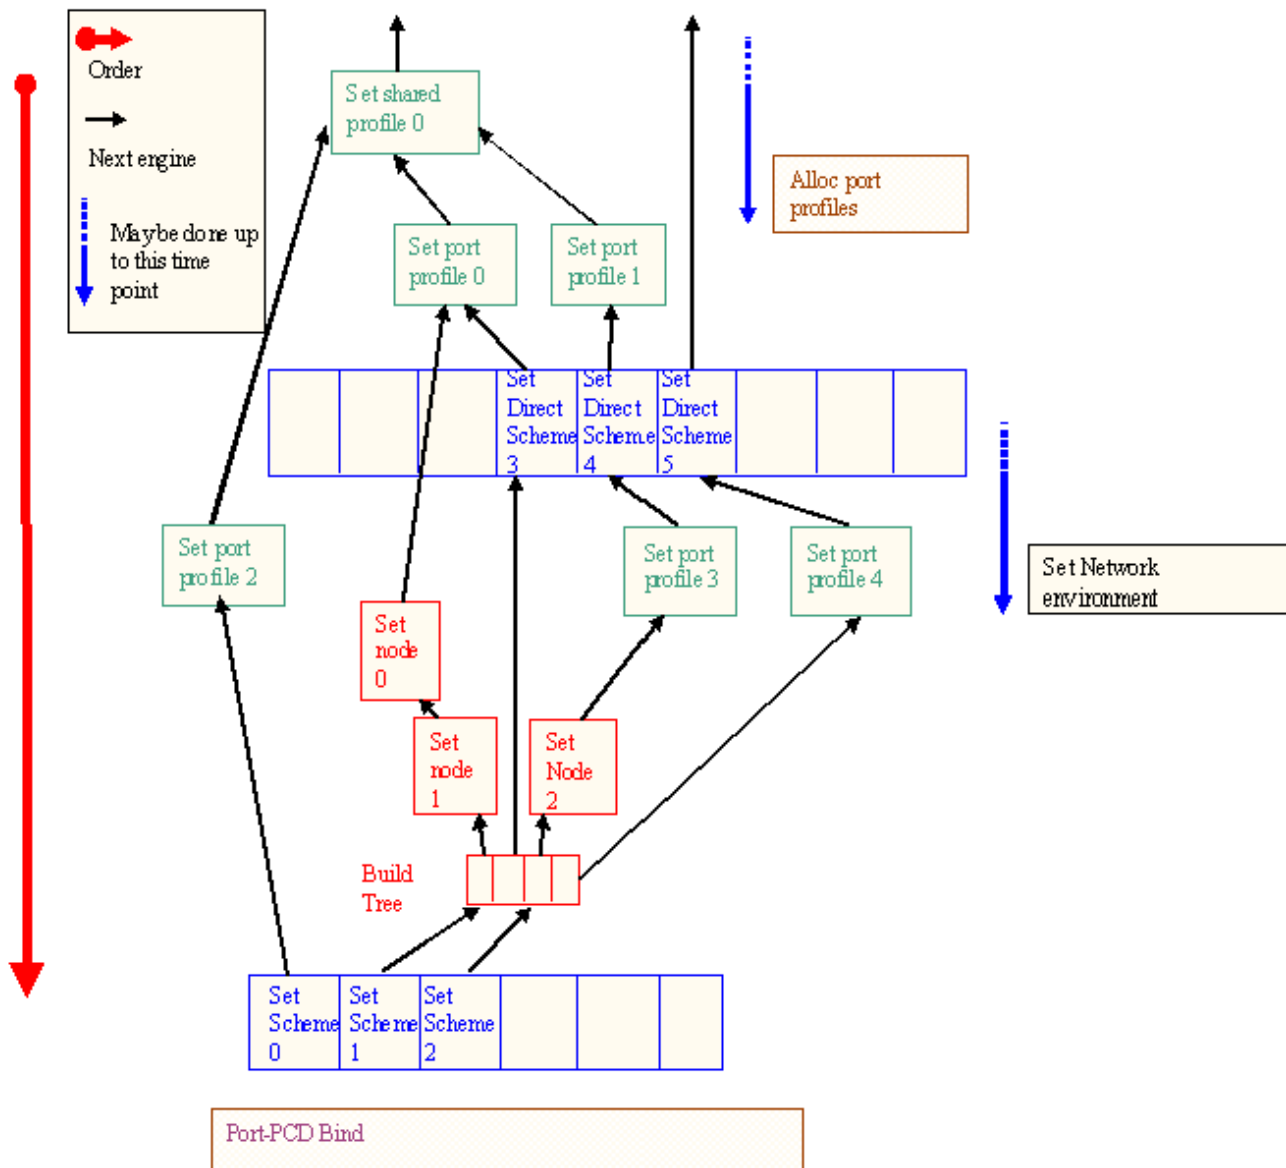 Order
Next engine
Maybe done up
to this time
point
Set shared
profile 0
Alloc port
profiles
Set port
profile 0
Set port
profile 1
Set
Direct
Scheme
3
Set
Direct
Scheme
4
Set
Direct
Scheme
5
Set port
profile 2
Set port
profile 3
Set port
profile 4
Set Network
environment
Set
node
0
Set
node
1
Set
Node
2
Build
Tree
Set
Scheme
0
Set
Scheme
1
Set
Scheme
2
Port-PCD Bind